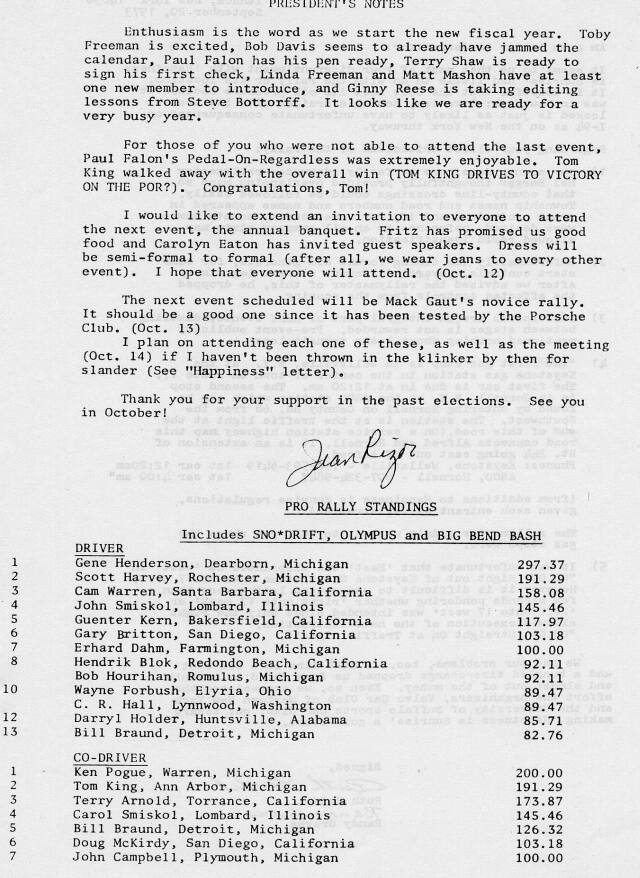 PRESIDENT'S NOTES
Enthusiasm is the word as we start the new fiscal year. Toby
Freeman is excited, Bob Davis seems to already have jammed the
calendar, Paul Falon has his pen ready, Terry Shaw is ready to
sign his first check, Linda Freeman and Matt Mashon have at least
one new member to introduce, and Ginny Reese is taking editing
lessons from Steve Bottorff. It looks like we are ready for a
very busy year.
For those of you who were not able to attend the last event,
Paul Falon's Pedal-On-Regardless was extremely enjoyable. Tom
King walked away with the overall win (TOM KING DRIVES TO VICTORY
ON THE POR?). Congratulations, Tom!
I would like to extend an invitation to everyone to attend
the next event, the annual banquet. Fritz has promised us good
food and Carolyn Eaton has invited guest speakers. Dress will
be semi-formal to formal (after all, we wear jeans to every other
event). I hope that everyone will attend. (Oct. 12)
The next event scheduled will be Mack Gaut's novice rally.
It should be a good one since it has been tested by the Porsche
Club. (Oct. 13)
I plan on attending each one of these, as well as the meeting
(Oct. 14) if I haven't been thrown in the klinker by then for
slander (See "Happiness" letter).
Thank you for your support in the past elections. See you
in October!
Jean Rizor
PRO RALLY STANDINGS
Includes SNO*DRIFT, OLYMPUS and BIG BEND BASH
DRIVER
1 Gene Henderson, Dearborn, Michigan 297.37
2 Scott Harvey, Rochester, Michigan 191.29
3 Cam Warren, Santa Barbara, California 158.08
4 John Smiskol, Lombard, Illinois 145.46
5 Guenter Kern, Bakersfield, California 117.97
6 Gary Britton, San Diego, California 103.18
7 Erhard Dahm, Farmington, Michigan 100.00
8 Hendrik Blok, Redondo Beach, California 92.11
Bob Hourihan, Romulus, Michigan 92.11
10 Wayne Forbush, Elyria, Ohio 89.47
C. R. Hall, Lynnwood, Washington 89.47
12 Darryl Holder, Huntsville, Alabama 85.71
13 Bill Braund, Detroit, Michigan 82.76
CO-DRIVER
1 Ken Pogue, Warren, Michigan 200.00
2 Tom King, Ann Arbor, Michigan 191.29
3 Terry Arnold, Torrance, California 173.87
4 Carol Smiskol, Lombard, Illinois 145.46
5 Bill Braund, Detroit, Michigan 126.32
6 Doug McKirdy, San Diego, California 103.18
7 John Campbell, Plymouth, Michigan 100.00